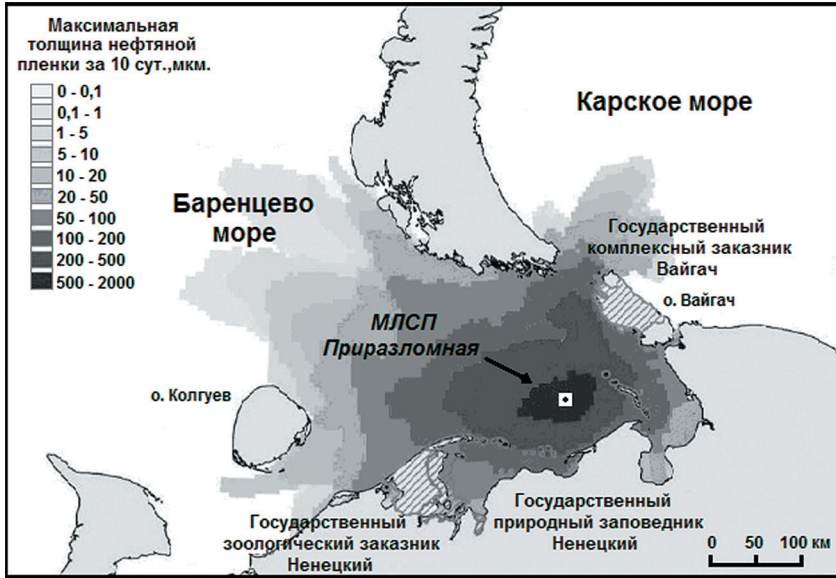 Максимальная
толщина нефтяной
пленки за 10 сут.,мкм.
0 - 0,1
0,1 - 1
1 - 5
5 - 10
10 - 20
20 - 50
50 - 100
100 - 200
200 - 500
500 - 2000
Карское море
Баренцево
море
Государственный
комплексный заказник
Вайгач
о. Вайгач
МЛСП
Приразломная
о. Колгуев
Государственный
зоологический заказник
Ненецкий
Государственный
природный заповедник
Ненецкий
0 50 100 км